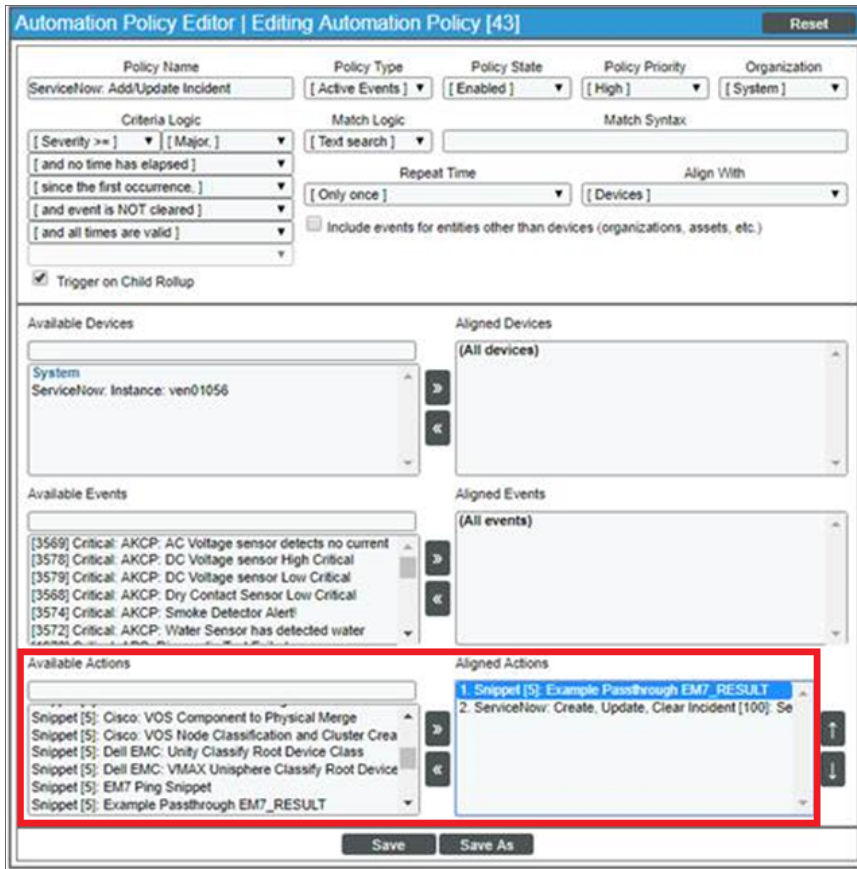 Automation Policy Editor | Editing Automation Policy [43]
Reset
Policy Name
Policy Type
Policy State
Policy Priority
Organization
ServiceNow: Add/Update Incident
[ Active Events ]
[ Enabled ]
[ High ]
[ System ]
Criteria Logic
Match Logic
Match Syntax
[ Severity >= ]
[ Major, ]
[ Text search ]
[ and no time has elapsed ]
[ since the first occurrence, ]
[ and event is NOT cleared ]
[ and all times are valid ]
Repeat Time
Align With
[ Only once ]
[ Devices ]
Include events for entities other than devices (organizations, assets, etc.)
Trigger on Child Rollup
Available Devices
System
ServiceNow: Instance: ven01056
Aligned Devices
(All devices)
Available Events
[3569] Critical: AKCP: AC Voltage sensor detects no current
[3578] Critical: AKCP: DC Voltage sensor High Critical
[3579] Critical: AKCP: DC Voltage sensor Low Critical
[3568] Critical: AKCP: Dry Contact Sensor Low Critical
[3574] Critical: AKCP: Smoke Detector Alert!
[3572] Critical: AKCP: Water Sensor has detected water
Aligned Events
(All events)
Available Actions
Snippet [5]: Cisco: VOS Component to Physical Merge
Snippet [5]: Cisco: VOS Node Classification and Cluster Crea
Snippet [5]: Dell EMC: Unity Classify Root Device Class
Snippet [5]: Dell EMC: VMAX Unisphere Classify Root Device
Snippet [5]: EM7 Ping Snippet
Snippet [5]: Example Passthrough EM7_RESULT
Aligned Actions
1. Snippet [5]: Example Passthrough EM7_RESULT
2. ServiceNow: Create, Update, Clear Incident [100]: Se
Save
Save As